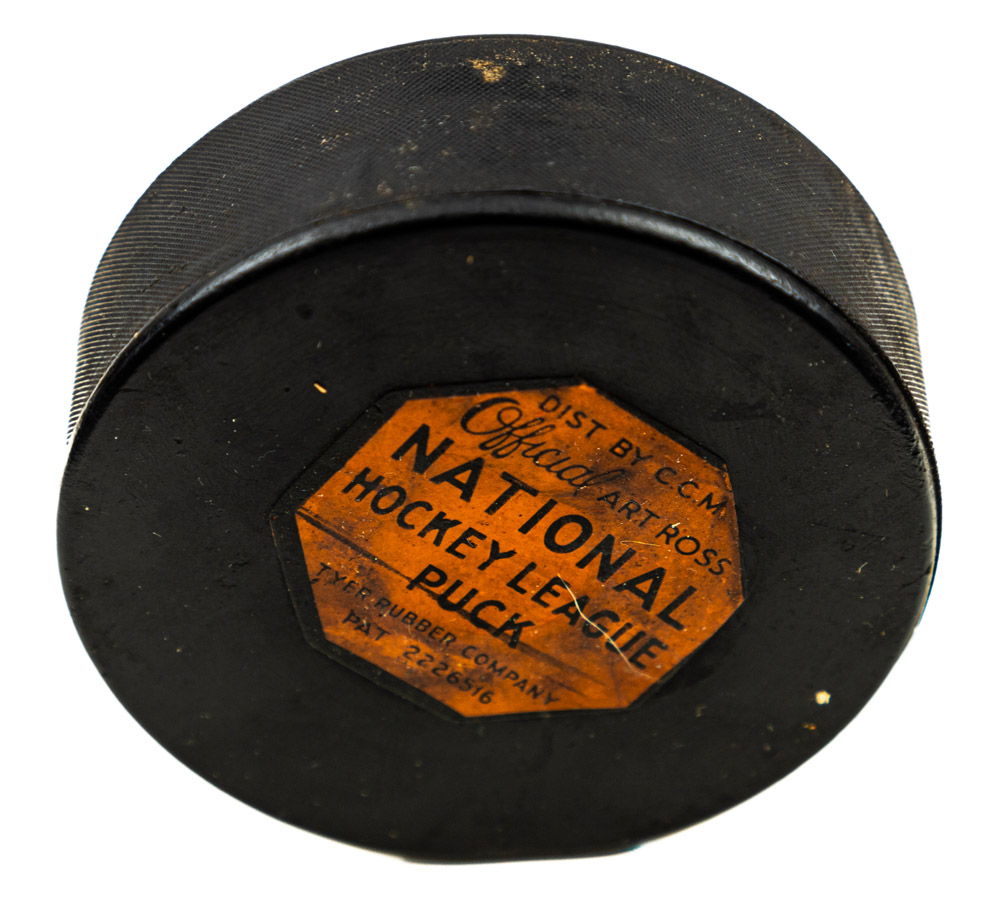 DIST BY C.C.M.
Official ART ROSS
NATIONAL
HOCKEY LEAGUE
PUCK
TYER RUBBER COMPANY
PAT 2226516